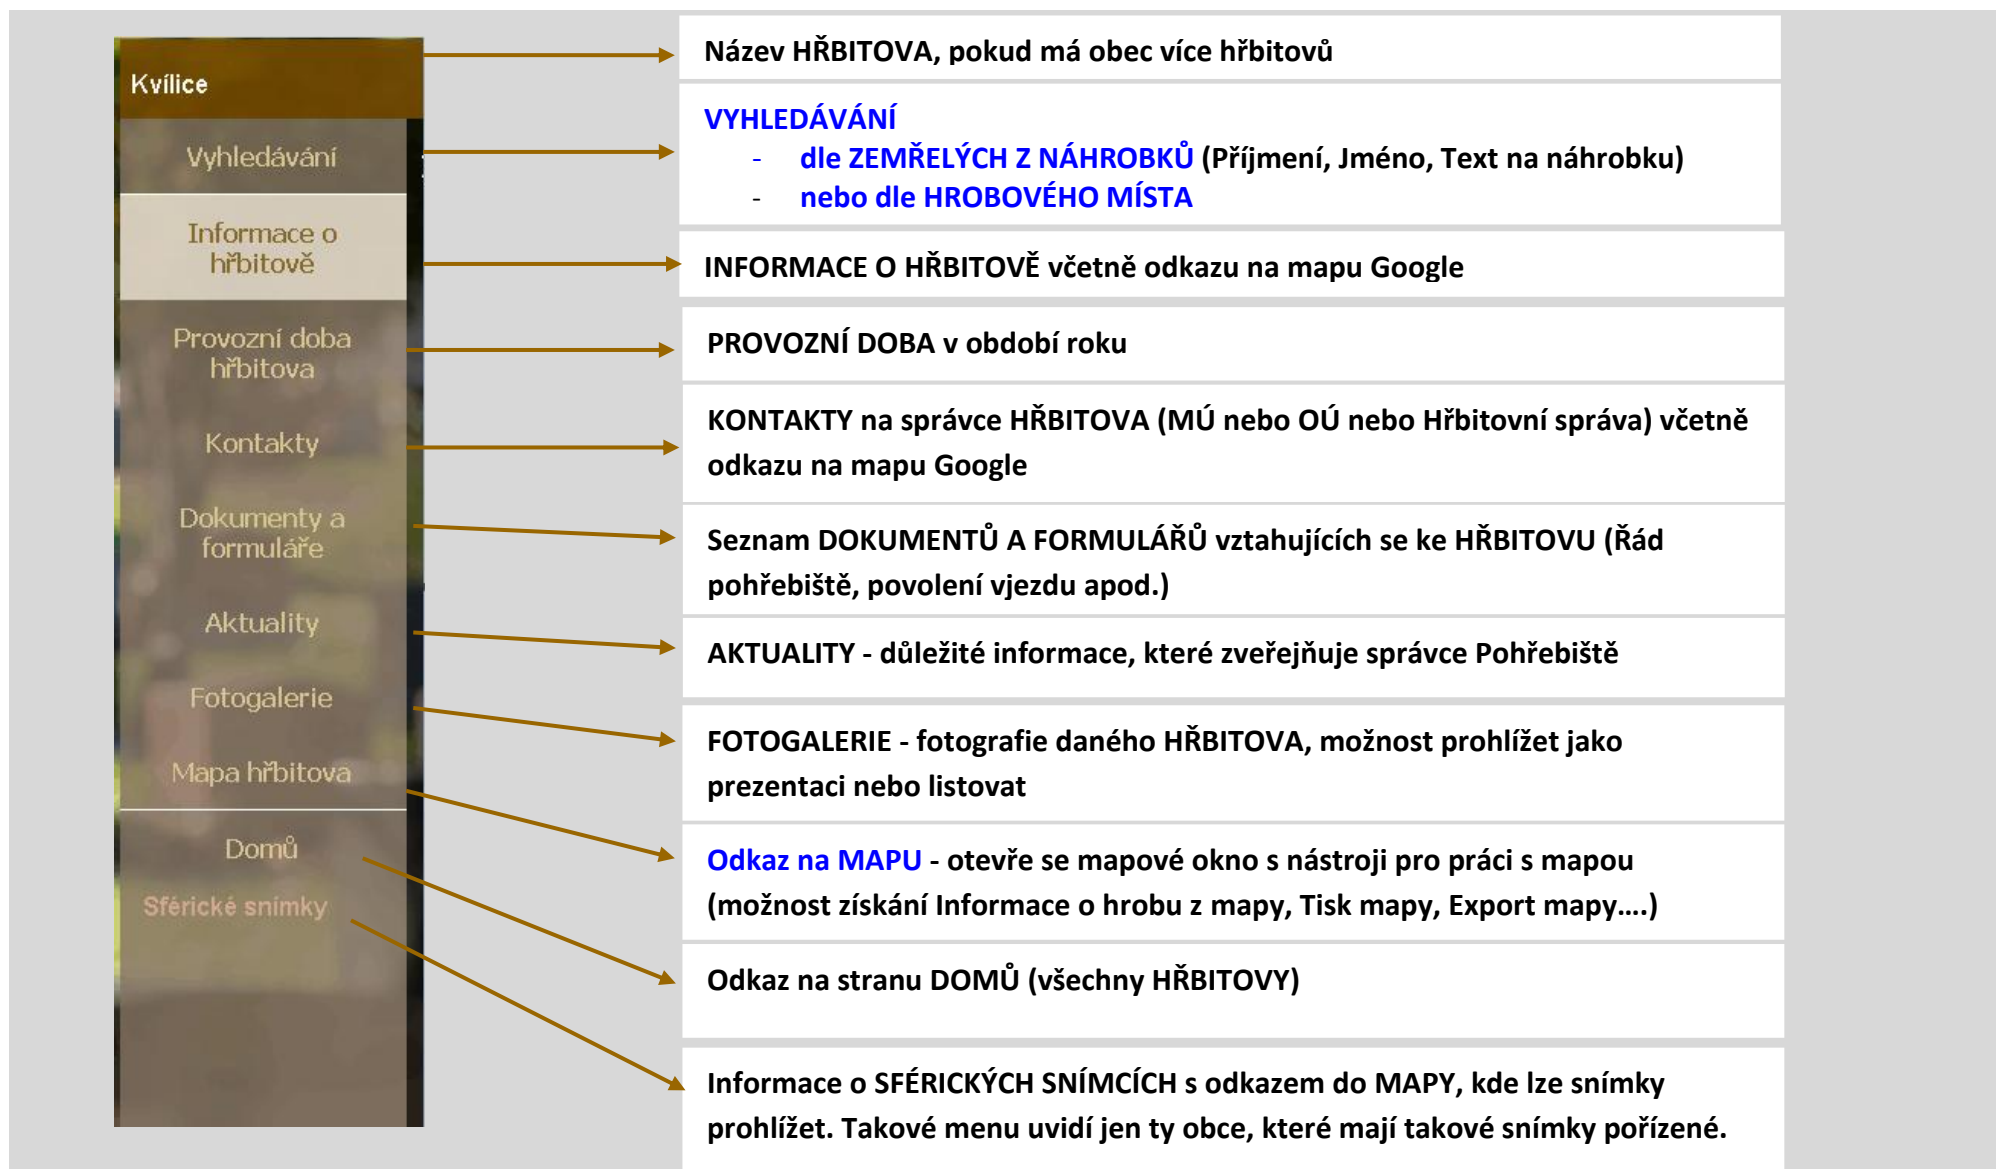 Kvílice
Vyhledávání
Informace o
hřbitově
Provozní doba
hřbitova
Kontakty
Dokumenty a
formuláře
Aktuality
Fotogalerie
Mapa hřbitova
Domů
Sférické snímky
Název HŘBITOVA, pokud má obec více hřbitovů
VYHLEDÁVÁNÍ
- dle ZEMŘELÝCH Z NÁHROBKŮ (Příjmení, Jméno, Text na náhrobku)
- nebo dle HROBOVÉHO MÍSTA
INFORMACE O HŘBITOVĚ včetně odkazu na mapu Google
PROVOZNÍ DOBA v období roku
KONTAKTY na správce HŘBITOVA (MÚ nebo OÚ nebo Hřbitovní správa) včetně
odkazu na mapu Google
Seznam DOKUMENTŮ A FORMULÁŘŮ vztahujících se ke HŘBITOVU (Řád
pohřebiště, povolení vjezdu apod.)
AKTUALITY - důležité informace, které zveřejňuje správce Pohřebiště
FOTOGALERIE - fotografie daného HŘBITOVA, možnost prohlížet jako
prezentaci nebo listovat
Odkaz na MAPU - otevře se mapové okno s nástroji pro práci s mapou
(možnost získání Informace o hrobu z mapy, Tisk mapy, Export mapy….)
Odkaz na stranu DOMŮ (všechny HŘBITOVY)
Informace o SFÉRICKÝCH SNÍMCÍCH s odkazem do MAPY, kde lze snímky
prohlížet. Takové menu uvidí jen ty obce, které mají takové snímky pořízené.